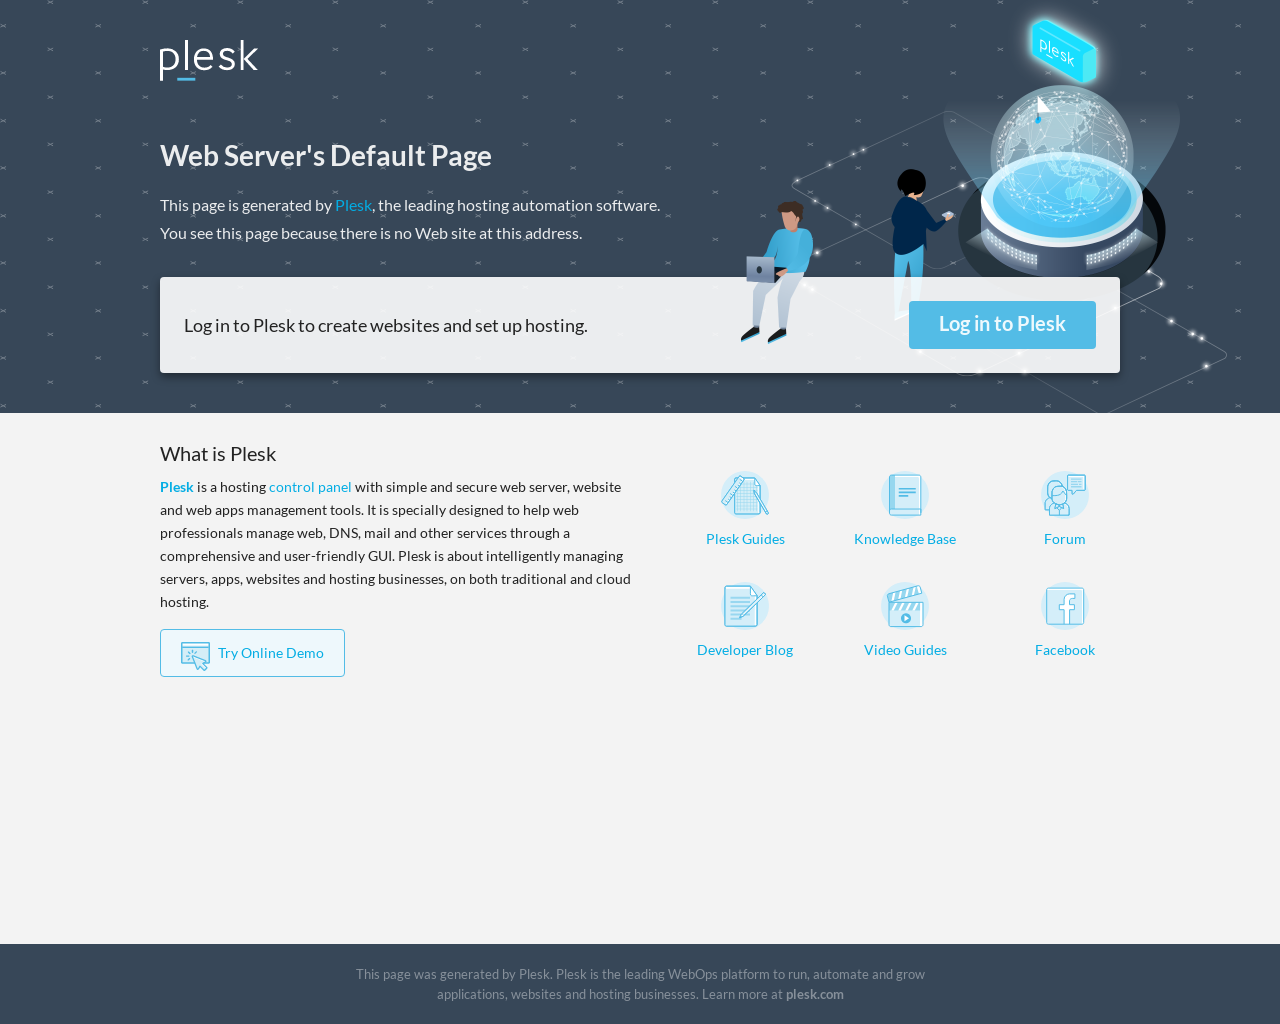 plesk
plesk
Web Server's Default Page
This page is generated by Plesk, the leading hosting automation software.
You see this page because there is no Web site at this address.
Log in to Plesk to create websites and set up hosting.
Log in to Plesk
What is Plesk
Plesk is a hosting control panel with simple and secure web server, website
and web apps management tools. It is specially designed to help web
professionals manage web, DNS, mail and other services through a
comprehensive and user-friendly GUI. Plesk is about intelligently managing
servers, apps, websites and hosting businesses, on both traditional and cloud
hosting.
Try Online Demo
Plesk Guides
Knowledge Base
Forum
Developer Blog
Video Guides
Facebook
This page was generated by Plesk. Plesk is the leading WebOps platform to run, automate and grow
applications, websites and hosting businesses. Learn more at plesk.com